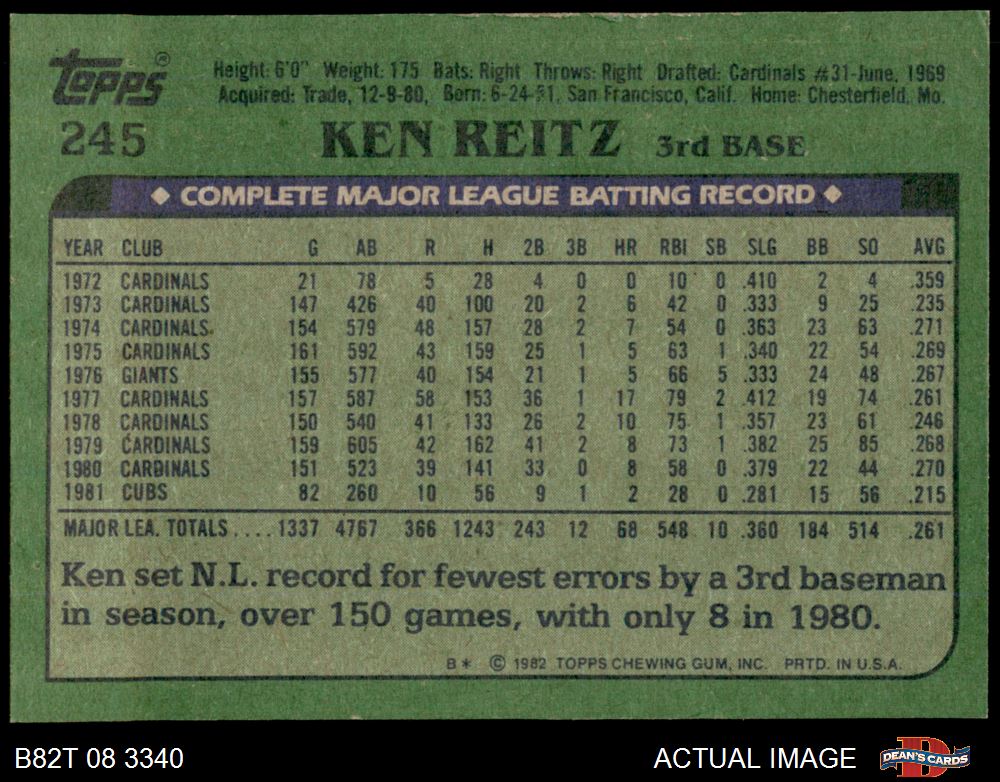 Topps®
Height: 6'0" Weight: 175 Bats: Right Throws: Right Drafted: Cardinals #31-June, 1969
Acquired: Trade, 12-9-80, Born: 6-24-51, San Francisco, Calif. Home: Chesterfield, Mo.
245 KEN REITZ 3rd BASE
◆ COMPLETE MAJOR LEAGUE BATTING RECORD ◆
YEAR CLUB G AB R H 2B 3B HR RBI SB SLG BB SO AVG
1972 CARDINALS 21 78 5 28 4 0 0 10 0 .410 2 4 .359
1973 CARDINALS 147 426 40 100 20 2 6 42 0 .333 9 25 .235
1974 CARDINALS 154 579 48 157 28 2 7 54 0 .363 23 63 .271
1975 CARDINALS 161 592 43 159 25 1 5 63 1 .340 22 54 .269
1976 GIANTS 155 577 40 154 21 1 5 66 5 .333 24 48 .267
1977 CARDINALS 157 587 58 153 36 1 17 79 2 .412 19 74 .261
1978 CARDINALS 150 540 41 133 26 2 10 75 1 .357 23 61 .246
1979 CARDINALS 159 605 42 162 41 2 8 73 1 .382 25 85 .268
1980 CARDINALS 151 523 39 141 33 0 8 58 0 .379 22 44 .270
1981 CUBS 82 260 10 56 9 1 2 28 0 .281 15 56 .215
MAJOR LEA. TOTALS .... 1337 4767 366 1243 243 12 68 548 10 .360 184 514 .261
Ken set N.L. record for fewest errors by a 3rd baseman
in season, over 150 games, with only 8 in 1980.
B* © 1982 TOPPS CHEWING GUM, INC. PRTD. IN U.S.A.
B82T 08 3340 ACTUAL IMAGE DEAN'S CARDS